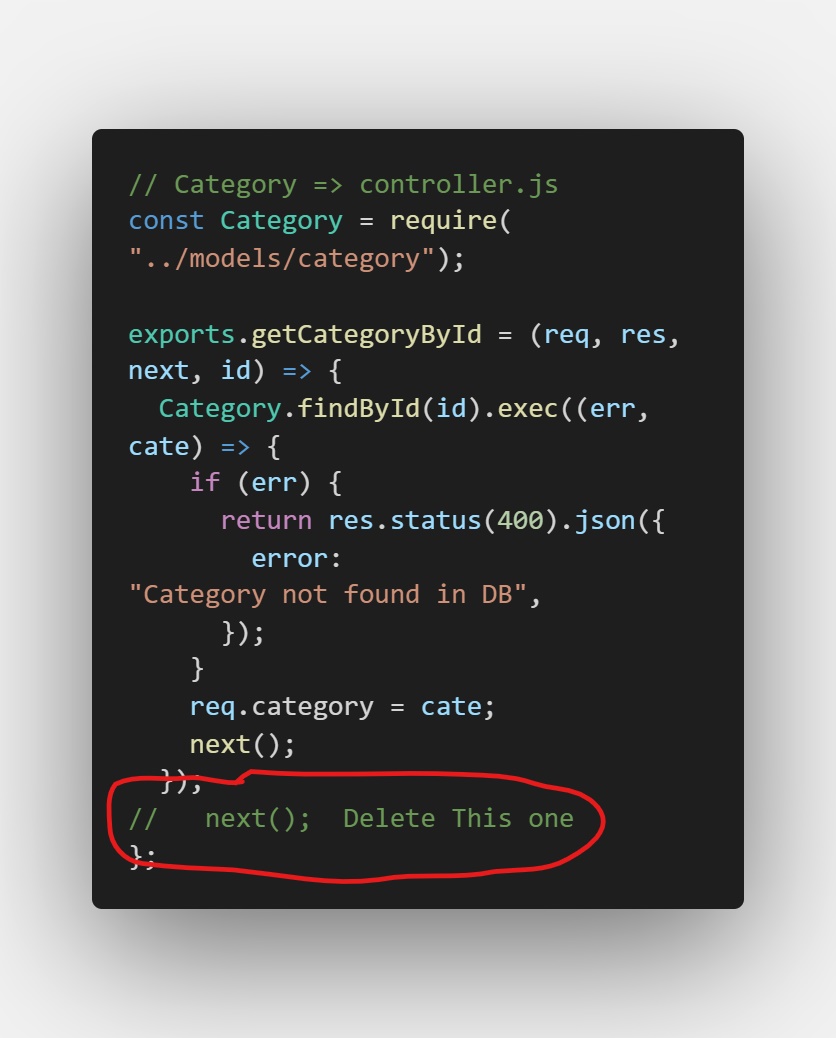 // Category => controller.js
const Category = require(
"../models/category");
exports.getCategoryById = (req, res,
next, id) => {
  Category.findById(id).exec((err,
cate) => {
    if (err) {
      return res.status(400).json({
        error:
"Category not found in DB",
      });
    }
    req.category = cate;
    next();
  });
//   next();  Delete This one
};